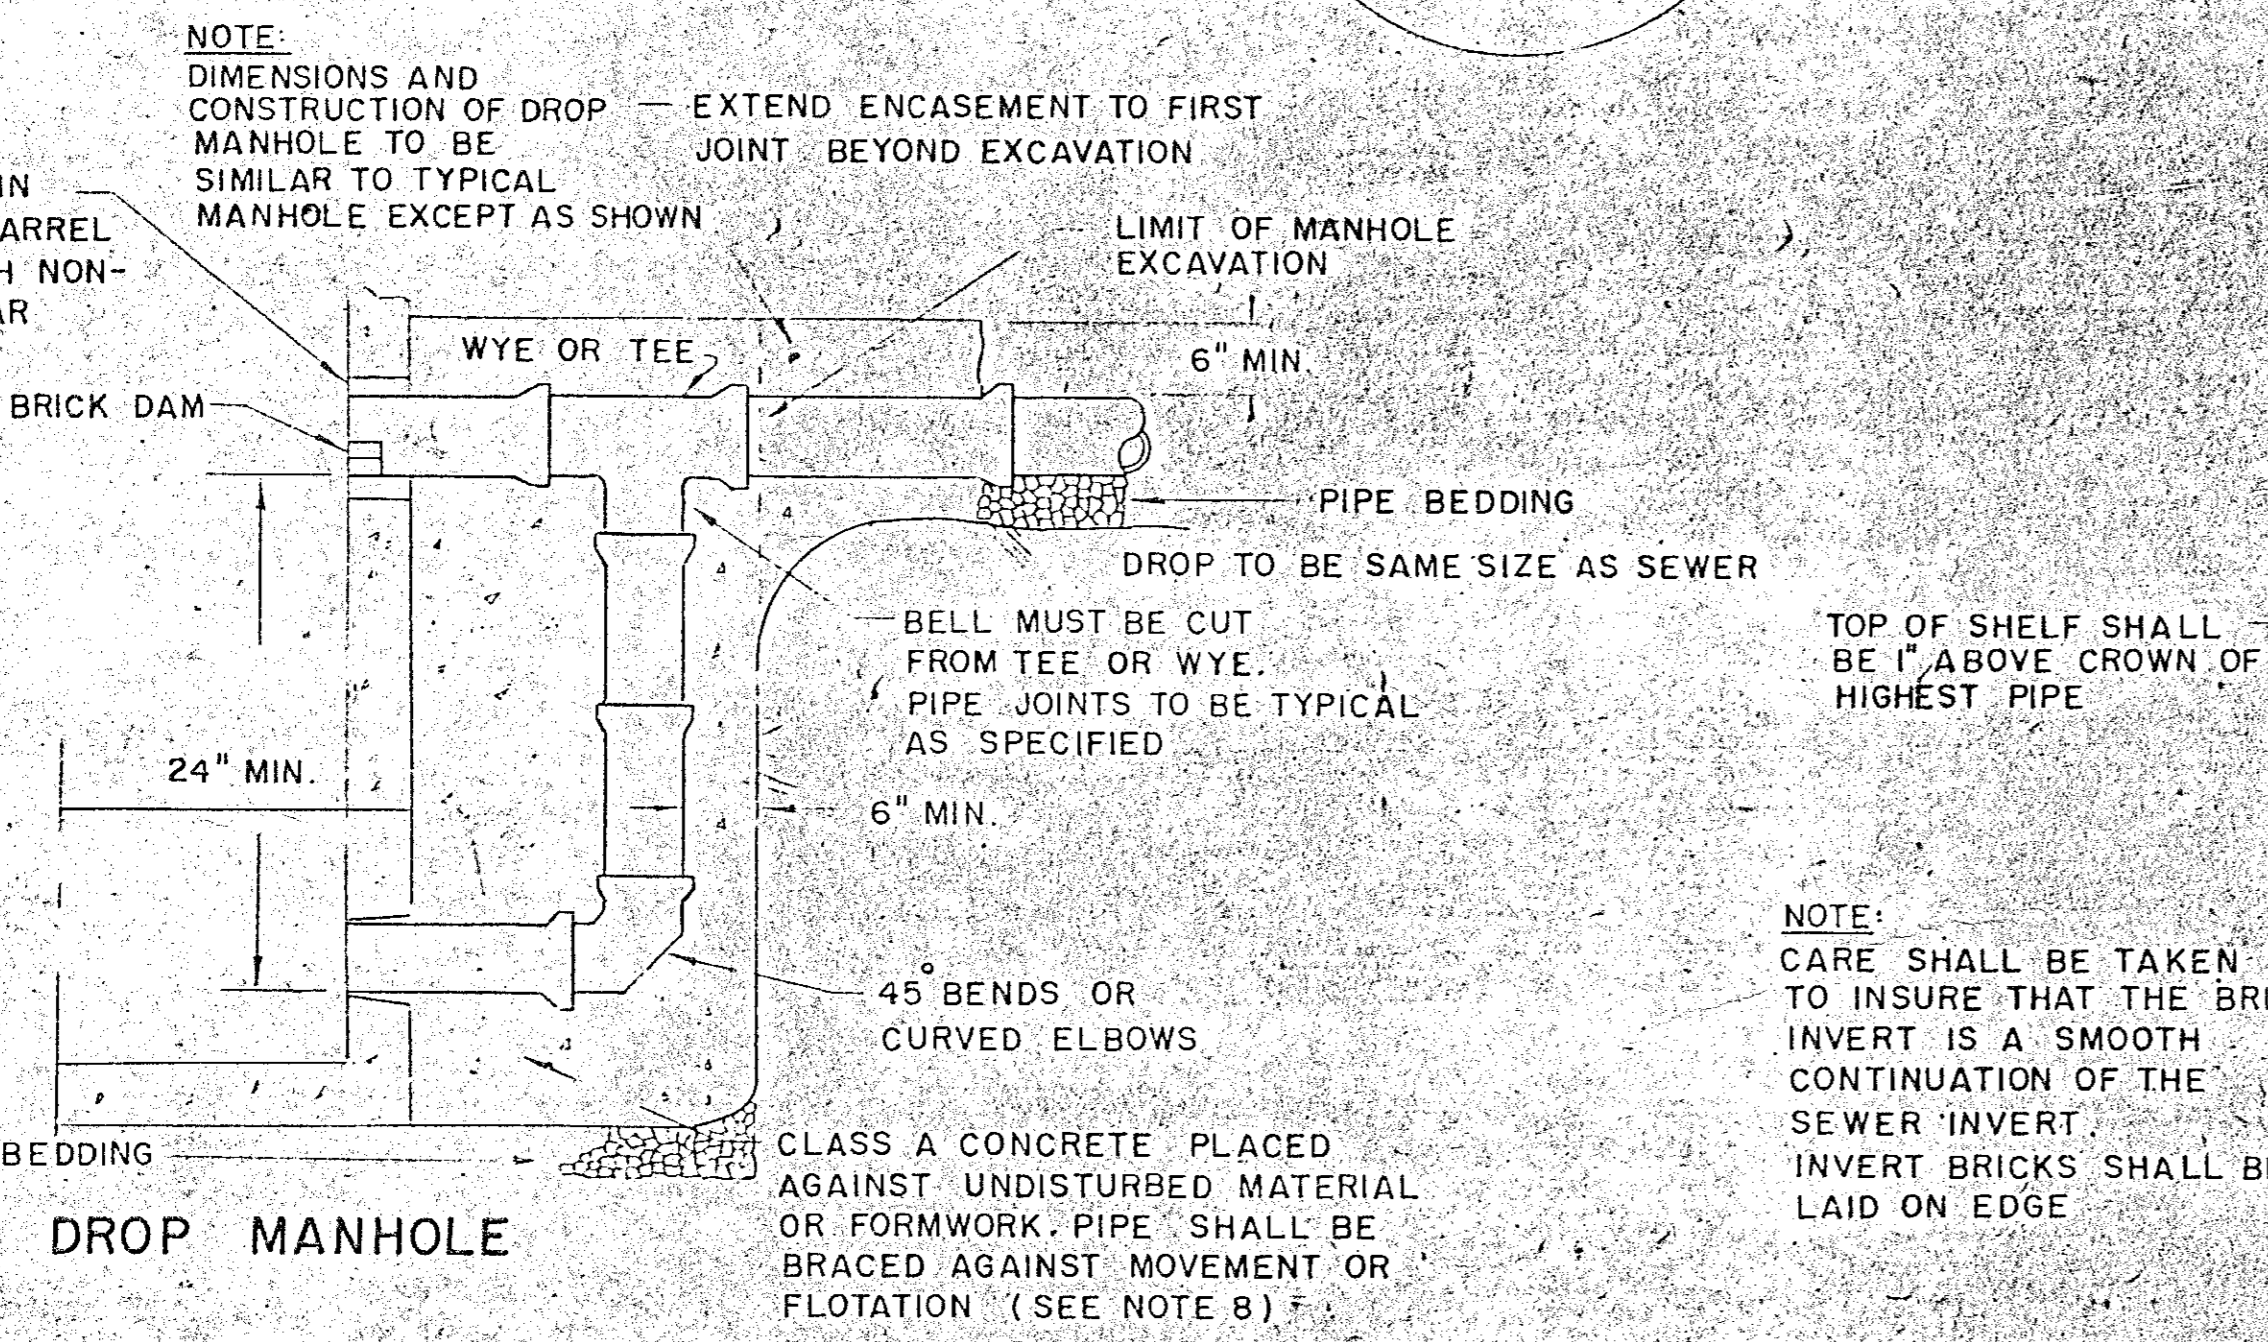 NOTE:
DIMENSIONS AND
CONSTRUCTION OF DROP
MANHOLE TO BE
SIMILAR TO TYPICAL
MANHOLE EXCEPT AS SHOWN
EXTEND ENCASEMENT TO FIRST
JOINT BEYOND EXCAVATION
IN
ARREL
H NON-
AR
LIMIT OF MANHOLE
EXCAVATION
WYE OR TEE
6" MIN.
BRICK DAM
PIPE BEDDING
DROP TO BE SAME SIZE AS SEWER
BELL MUST BE CUT
FROM TEE OR WYE.
PIPE JOINTS TO BE TYPICAL
AS SPECIFIED
TOP OF SHELF SHALL
BE 1" ABOVE CROWN OF
HIGHEST PIPE
24" MIN.
6" MIN.
45° BENDS OR
CURVED ELBOWS
NOTE:
CARE SHALL BE TAKEN
TO INSURE THAT THE BRI
INVERT IS A SMOOTH
CONTINUATION OF THE
SEWER INVERT.
INVERT BRICKS SHALL BE
LAID ON EDGE
BEDDING
CLASS A CONCRETE PLACED
AGAINST UNDISTURBED MATERIAL
OR FORMWORK. PIPE SHALL BE
BRACED AGAINST MOVEMENT OR
FLOTATION (SEE NOTE 8)
DROP MANHOLE